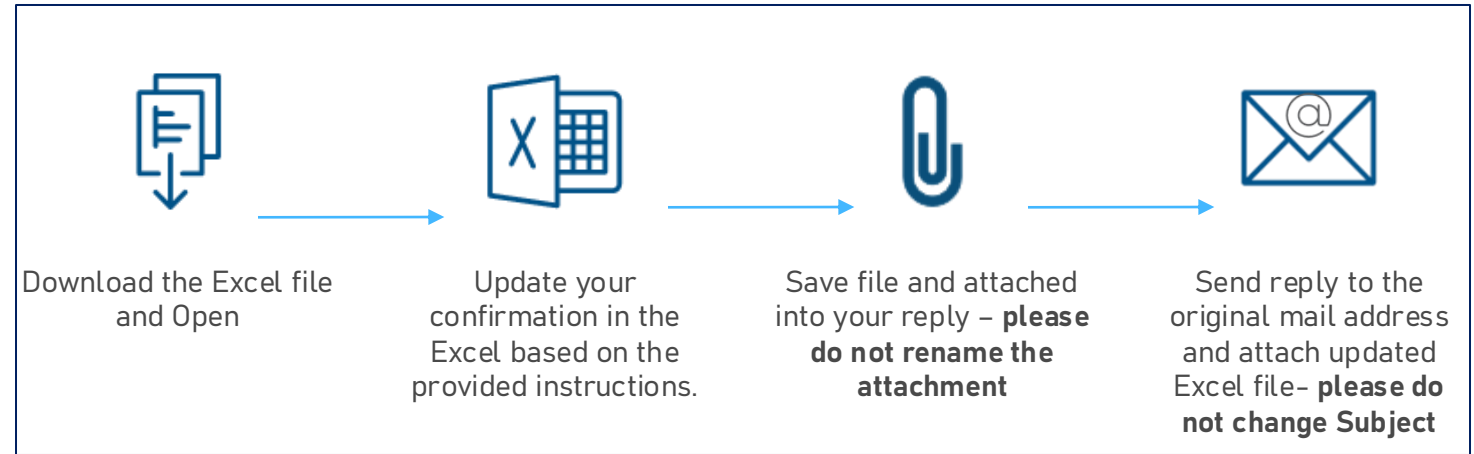 X
@
Download the Excel file
and Open
Update your
confirmation in the
Excel based on the
provided instructions.
Save file and attached
into your reply – please
do not rename the
attachment
Send reply to the
original mail address
and attach updated
Excel file- please do
not change Subject